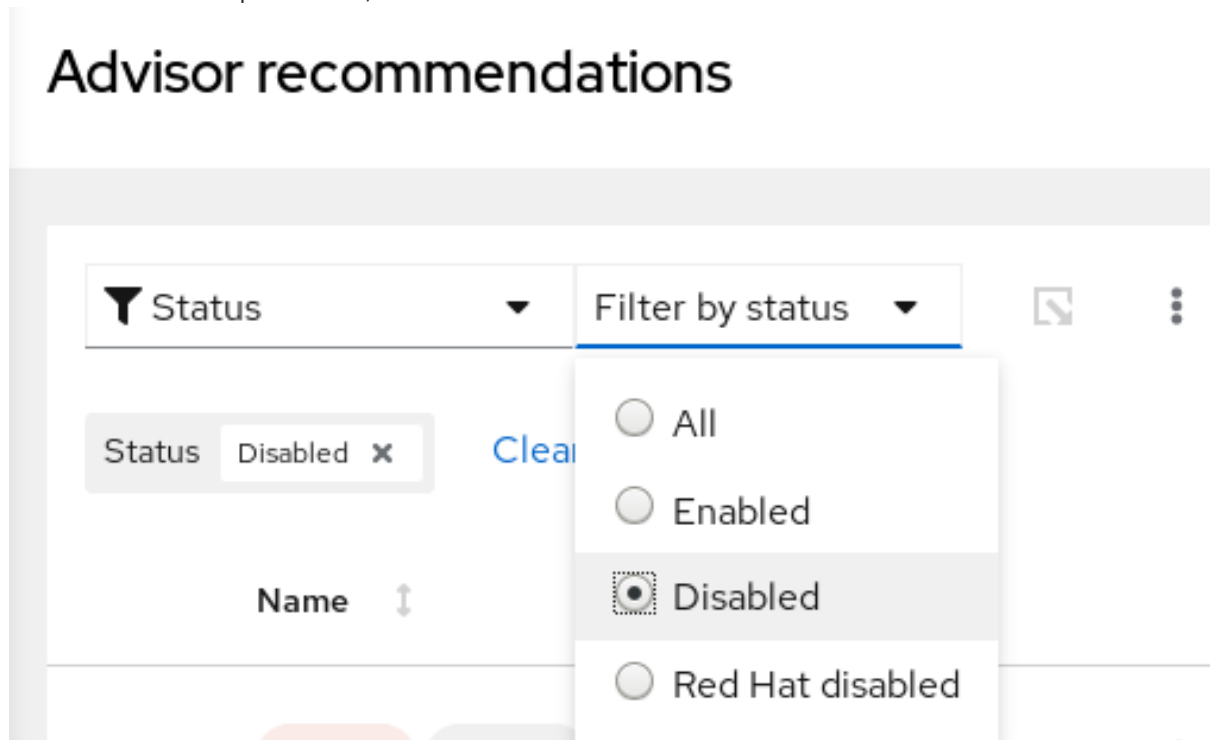 Advisor recommendations
Status
Filter by status
Status Disabled
All
Enabled
Disabled
Name
Red Hat disabled